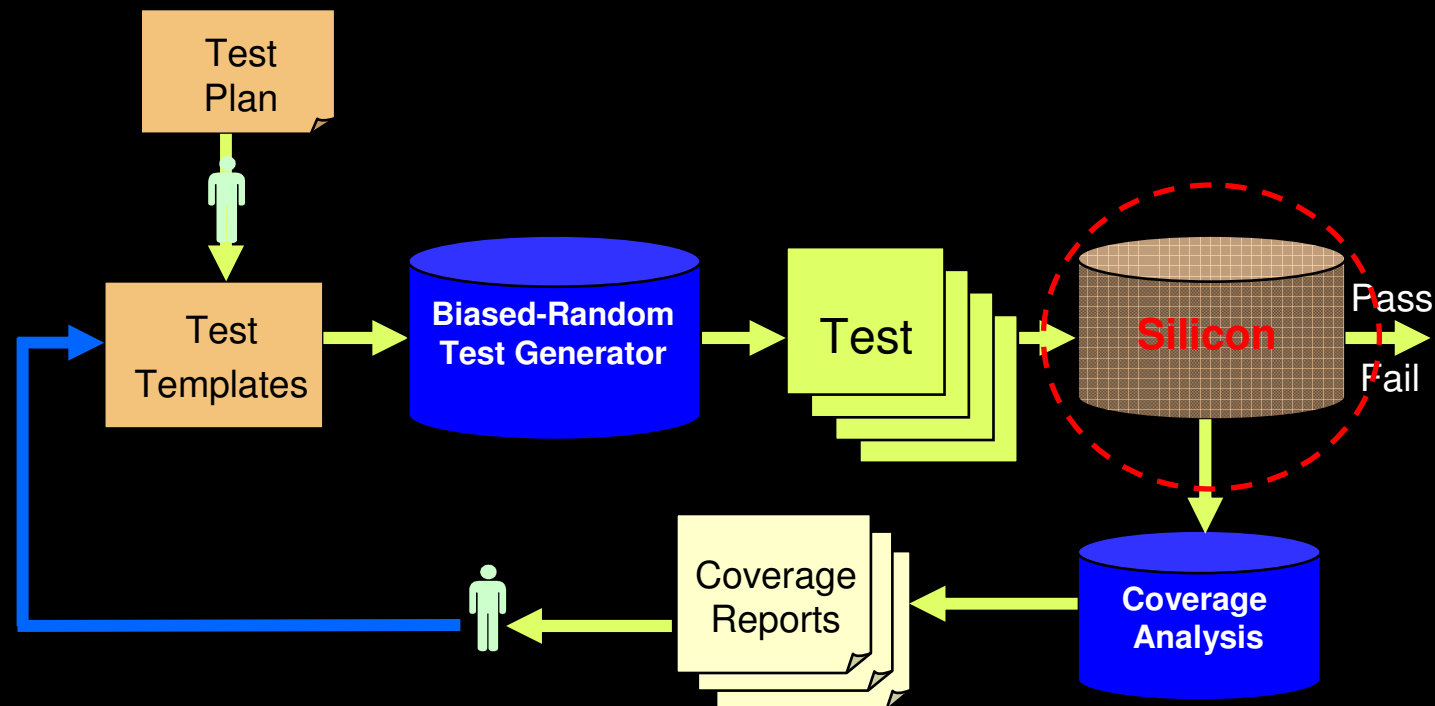 Test
Plan
Test
Templates
Biased-Random
Test Generator
Test
Silicon
Pass
Fail
Coverage
Analysis
Coverage
Reports